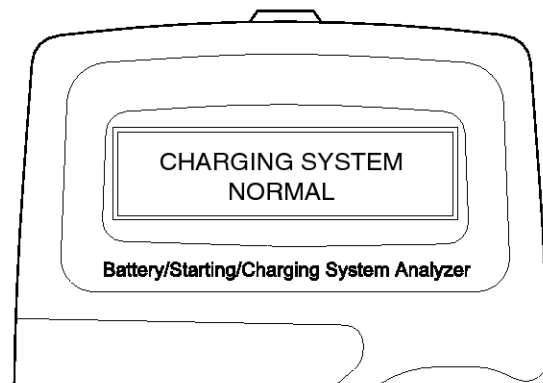 CHARGING SYSTEM
NORMAL
Battery/Starting/Charging System Analyzer